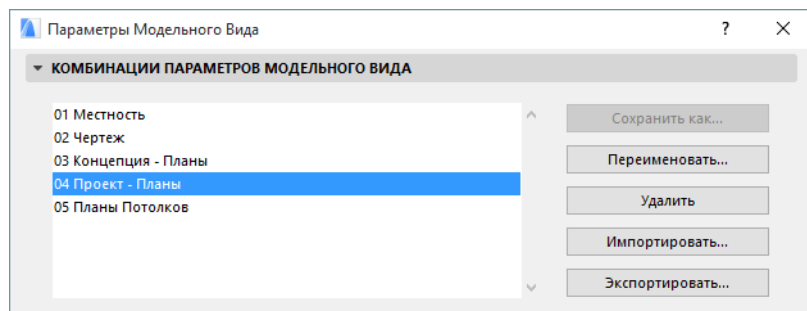 Параметры Модельного Вида
?
КОМБИНАЦИИ ПАРАМЕТРОВ МОДЕЛЬНОГО ВИДА
01 Местность
02 Чертеж
03 Концепция - Планы
04 Проект - Планы
05 Планы Потолков
Сохранить как...
Переименовать...
Удалить
Импортировать...
Экспортировать...